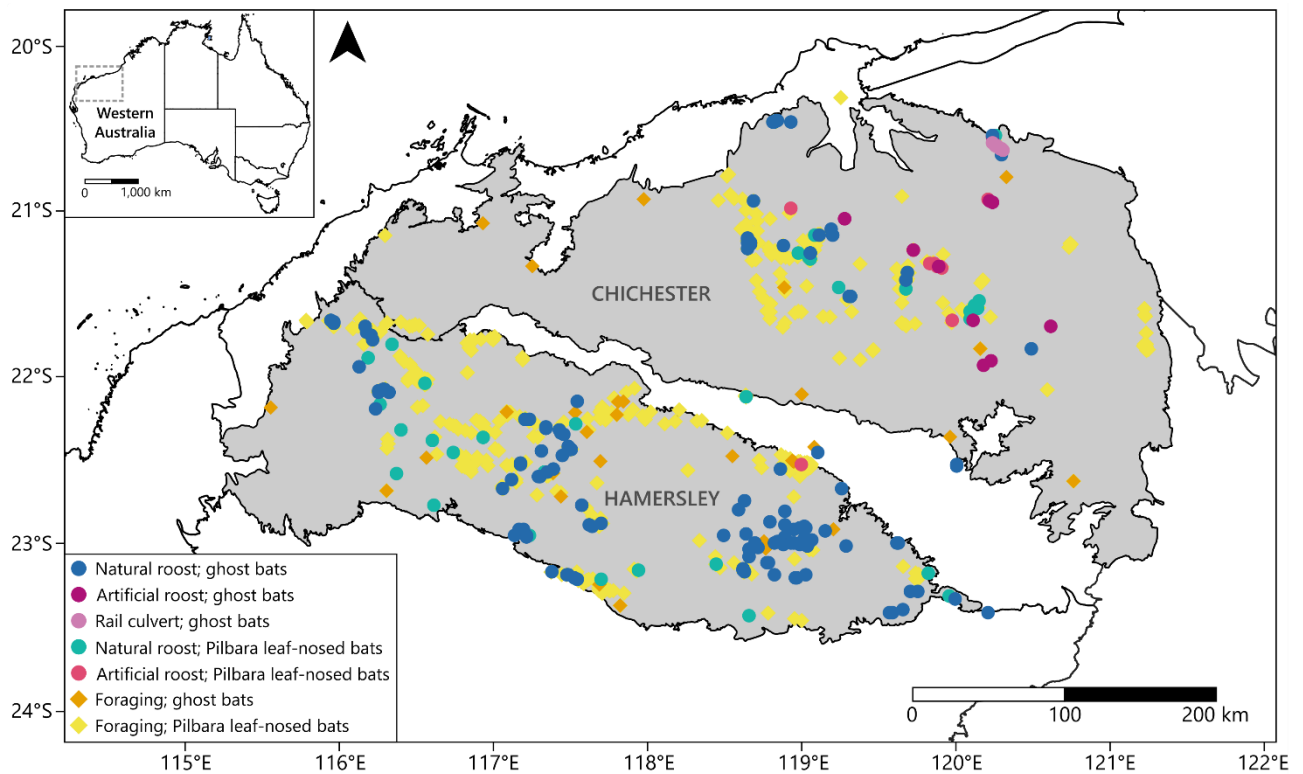 20°S
21°S
22°S
23°S
24°S
Western
Australia
0 1,000 km
CHICHESTER
HAMERSLEY
Natural roost; ghost bats
Artificial roost; ghost bats
Rail culvert; ghost bats
Natural roost; Pilbara leaf-nosed bats
Artificial roost; Pilbara leaf-nosed bats
Foraging; ghost bats
Foraging; Pilbara leaf-nosed bats
0 100 200 km
115°E 116°E 117°E 118°E 119°E 120°E 121°E 122°E